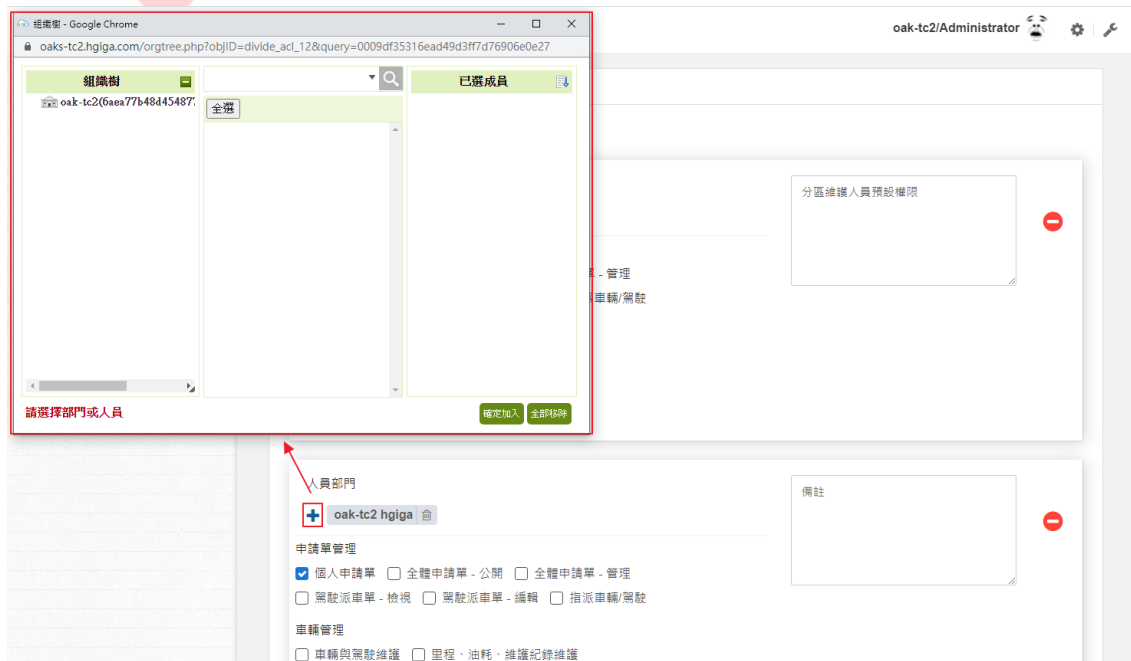 組織樹 - Google Chrome
oaks-tc2.hgiga.com/orgtree.php?objID=divide_acl_12&query=0009df35316ead49d3ff7d76906e0e27
oak-tc2/Administrator
組織樹
已選成員
oak-tc2(6aea77b48d454877
全選
請選擇部門或人員
確定加入 全部移除
分區維護人員預設權限
- 管理
車輛/駕駛
人員部門
備註
oak-tc2 hgiga
申請單管理
個人申請單 全體申請單 - 公開 全體申請單 - 管理
駕駛派車單 - 檢視 駕駛派車單 - 編輯 指派車輛/駕駛
車輛管理
車輛與駕駛維護 里程、油耗、維護紀錄維護